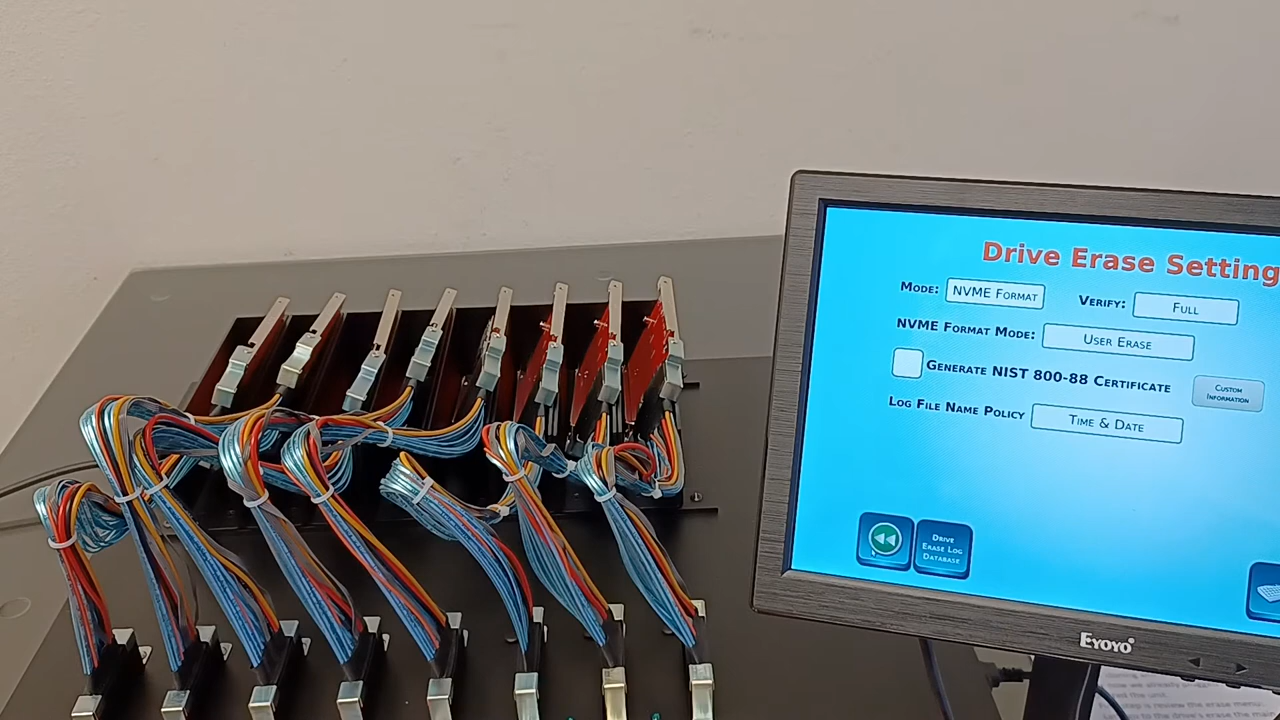 Drive Erase Setting
Mode: NVME Format Verify: Full
NVME Format Mode: User Erase
Generate NIST 800-88 Certificate Custom Information
Log File Name Policy Time & Date
Drive
Erase Log
Database
Eyoyo